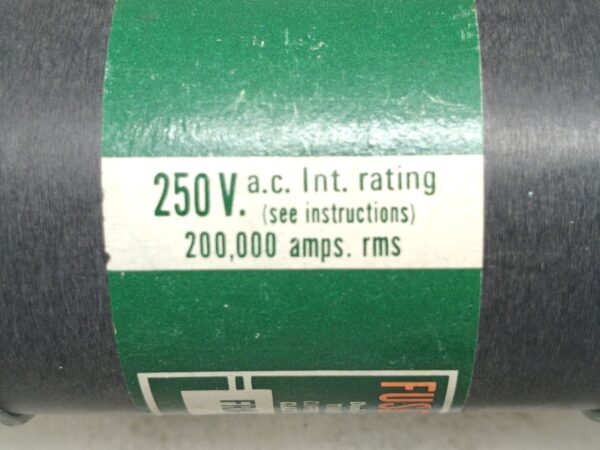 250 V. a.c. Int. rating
(see instructions)
200,000 amps. rms